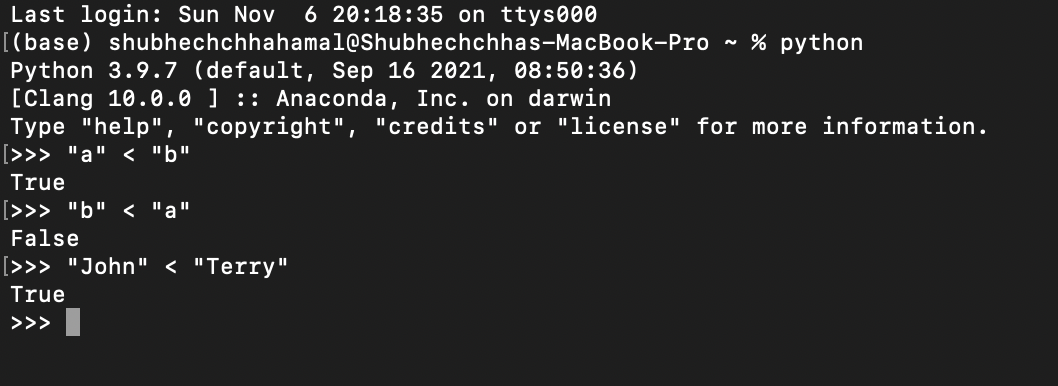 Last login: Sun Nov  6 20:18:35 on ttys000
[(base) shubhechchhahamal@Shubhechchhas-MacBook-Pro ~ % python
Python 3.9.7 (default, Sep 16 2021, 08:50:36)
[Clang 10.0.0 ] :: Anaconda, Inc. on darwin
Type "help", "copyright", "credits" or "license" for more information.
[>>> "a" < "b"
True
[>>> "b" < "a"
False
[>>> "John" < "Terry"
True
>>>